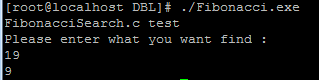 [root@localhost DBL]# ./Fibonacci.exe
FibonacciSearch.c test
Please enter what you want find :
19
9